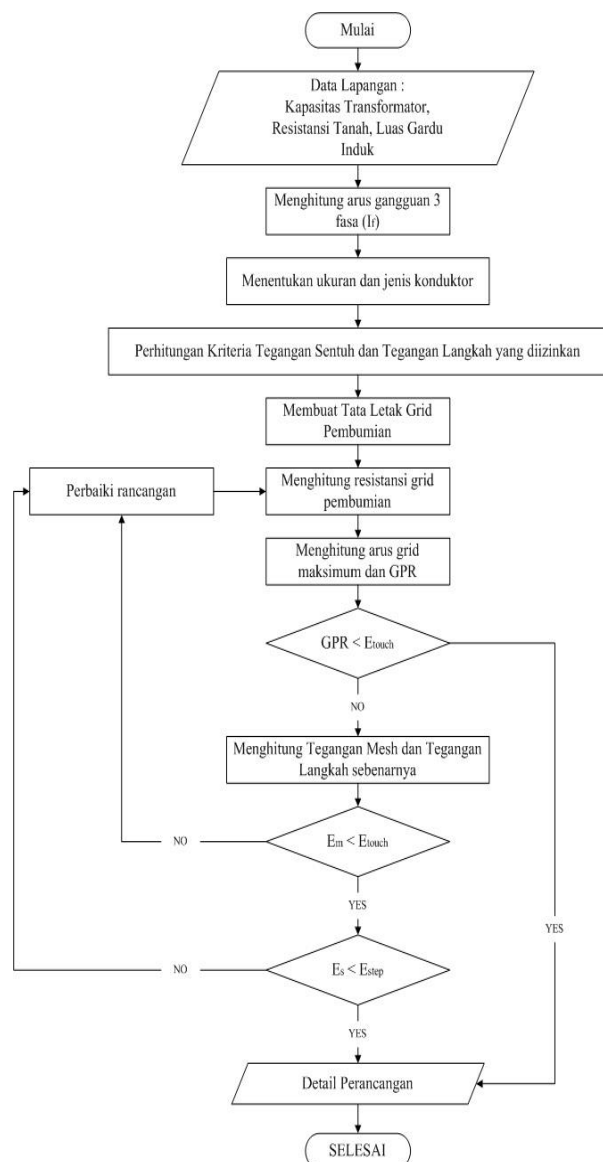 Mulai
Data Lapangan :
Kapasitas Transformator,
Resistansi Tanah, Luas Gardu
Induk
Menghitung arus gangguan 3
fasa (If)
Menentukan ukuran dan jenis konduktor
Perhitungan Kriteria Tegangan Sentuh dan Tegangan Langkah yang diizinkan
Membuat Tata Letak Grid
Pembumian
Perbaiki rancangan
Menghitung resistansi grid
pembumian
Menghitung arus grid
maksimum dan GPR
GPR < Etouch
NO
Menghitung Tegangan Mesh dan Tegangan
Langkah sebenarnya
NO
Em < Etouch
YES
YES
NO
Es < Estep
YES
Detail Perancangan
SELESAI